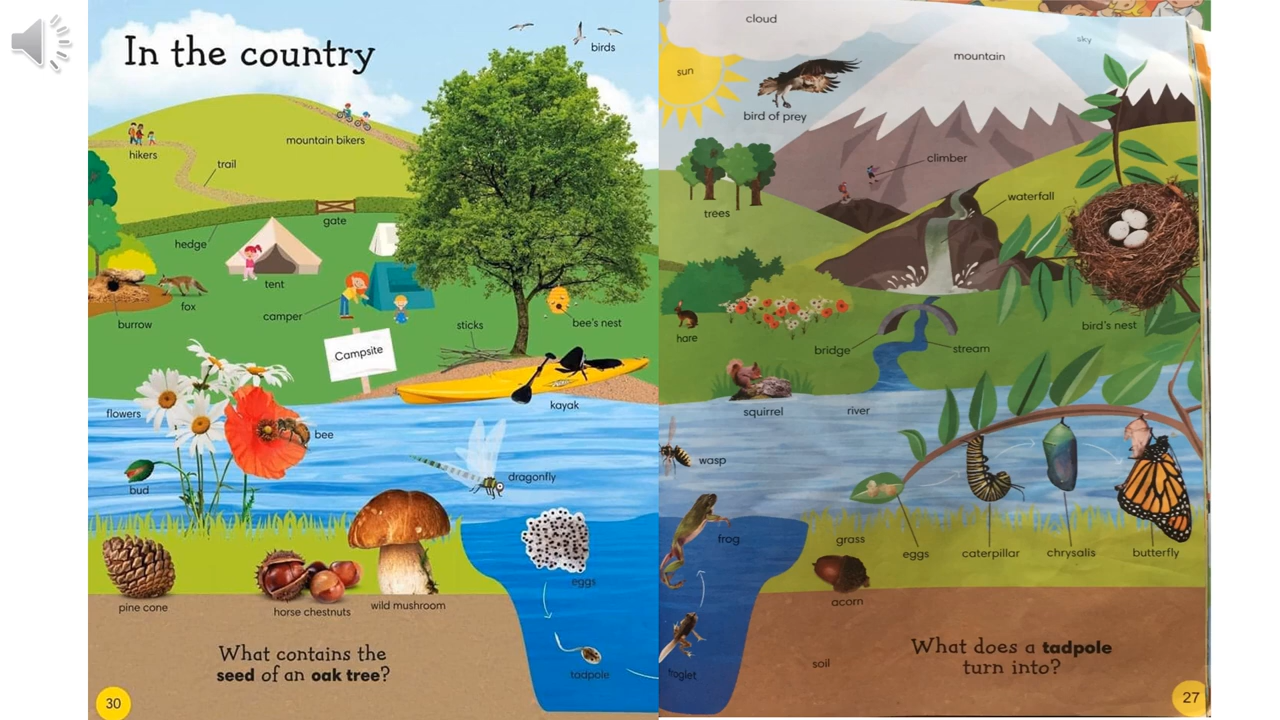 In the country
birds
mountain bikers
hikers
trail
gate
hedge
tent
fox
burrow
camper
sticks
bee's nest
Campsite
kayak
flowers
bee
bud
dragonfly
eggs
pine cone
horse chestnuts
wild mushroom
tadpole
What contains the
seed of an oak tree?
30
cloud
sky
mountain
sun
bird of prey
climber
trees
waterfall
hare
bird's nest
bridge
stream
squirrel
river
wasp
frog
grass
eggs
caterpillar
chrysalis
butterfly
acorn
froglet
soil
What does a tadpole
turn into?
27